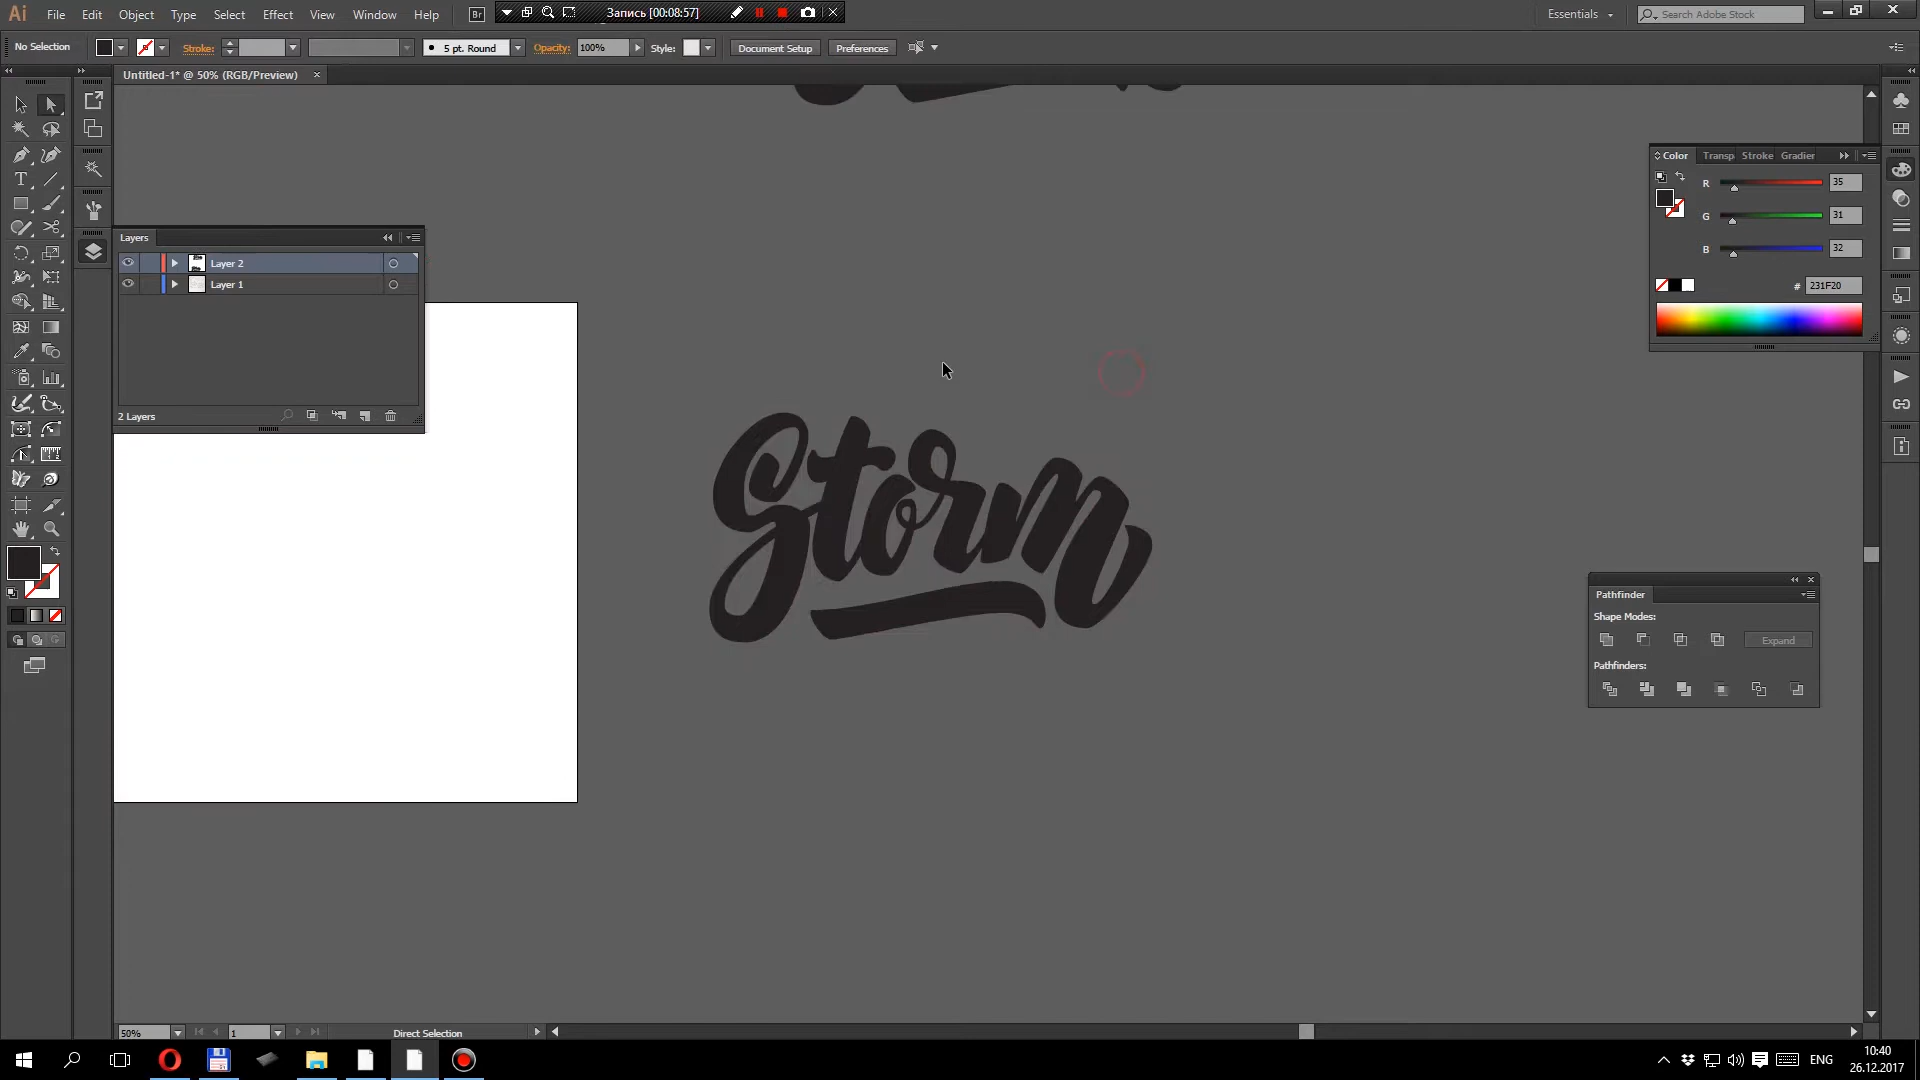 Ai File Edit Object Type Select Effect View Window Help Br Запись [00:08:57] Essentials Search Adobe Stock
No Selection Stroke: 5 pt. Round Opacity: 100% Style: Document Setup Preferences
Untitled-1* @ 50% (RGB/Preview)
Color Transp Stroke Gradier
R 35
G 31
B 32
# 231F20
Layers
Layer 2
Layer 1
2 Layers
Storm
Pathfinder
Shape Modes:
Expand
Pathfinders:
50% 1 Direct Selection
ENG
10:40
26.12.2017